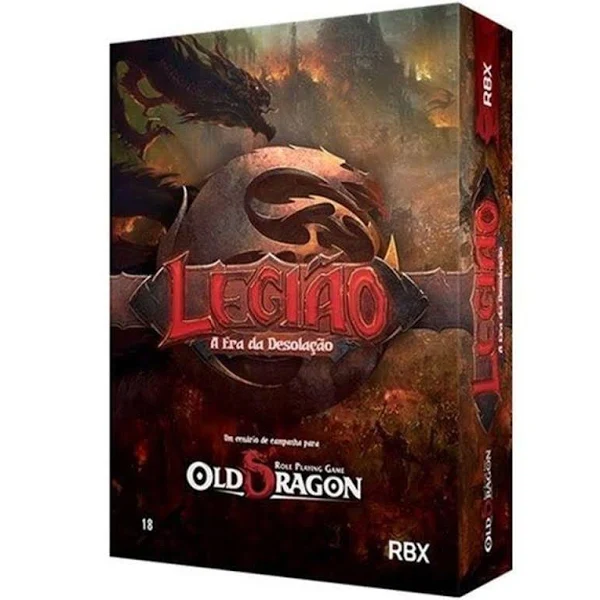 LEGIÃO
A Era da Desolação
Um cenário de campanha para
ROLE PLAYING GAME
OLD DRAGON
18
RBX
RBX
LEGIÃO
A Era da Desolação
OLD DRAGON